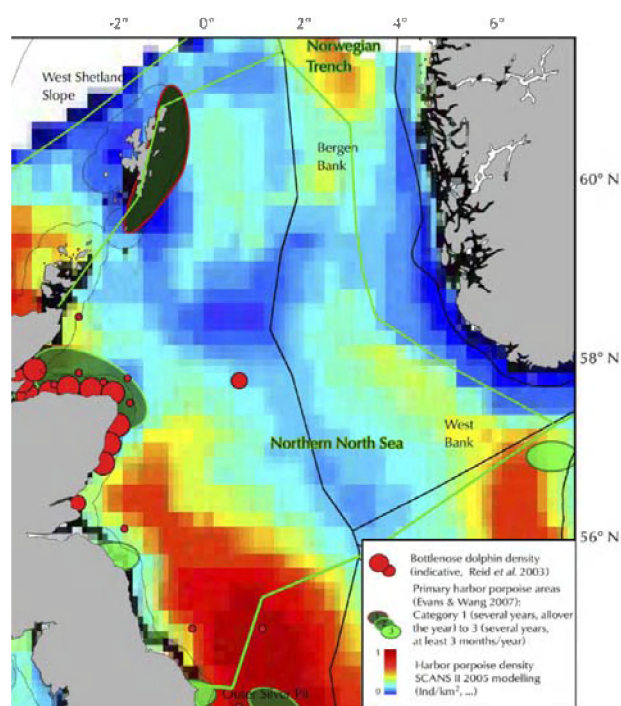 -2°
0°
2°
4°
6°
Norwegian
Trench
West Shetland
Slope
Bergen
Bank
60°N
58°N
West
Bank
Northern North Sea
56°N
Bottlenose dolphin density
(indicative, Reid et al. 2003)
Primary harbor porpoise areas
(Evans & Wang 2007):
Category 1 (several years, allover
the year) to 3 (several years,
at least 3 months/year)
1
3
1
0
Harbor porpoise density
SCANS II 2005 modelling
(Ind/km², ...)
Outer Silver Pit